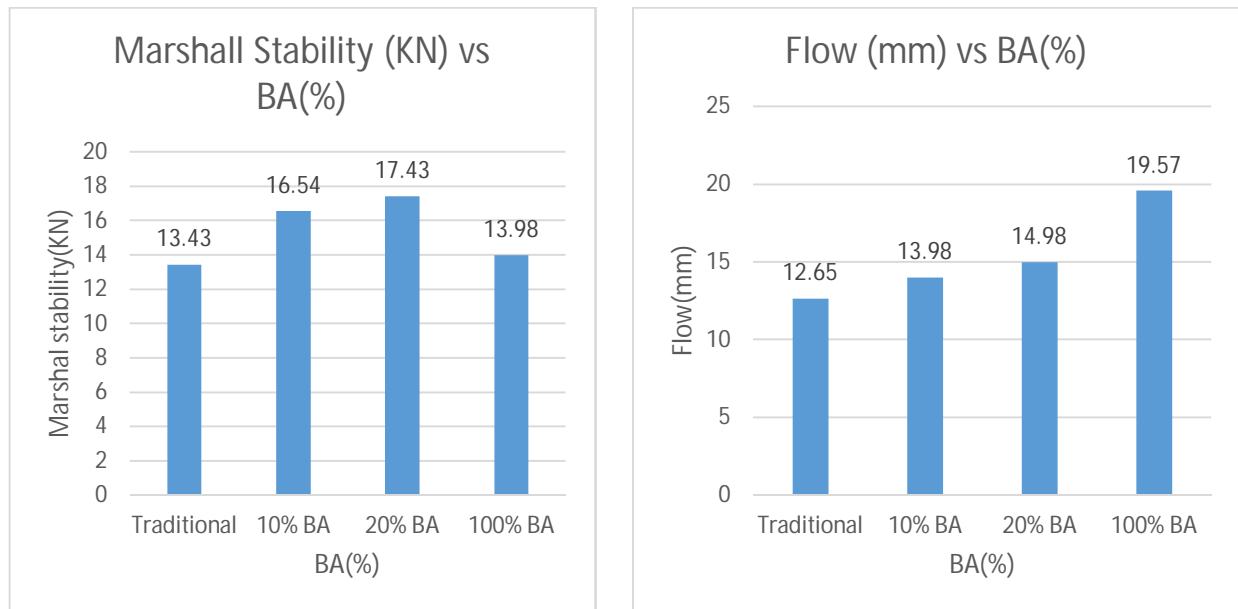 Marshall Stability (KN) vs
BA(%)
20
18
16
14
12
10
8
6
4
2
0
Marshal stability(KN)
13.43
16.54
17.43
13.98
Traditional
10% BA
20% BA
100% BA
BA(%)
Flow (mm) vs BA(%)
25
20
15
10
5
0
Flow(mm)
12.65
13.98
14.98
19.57
Traditional
10% BA
20% BA
100% BA
BA(%)